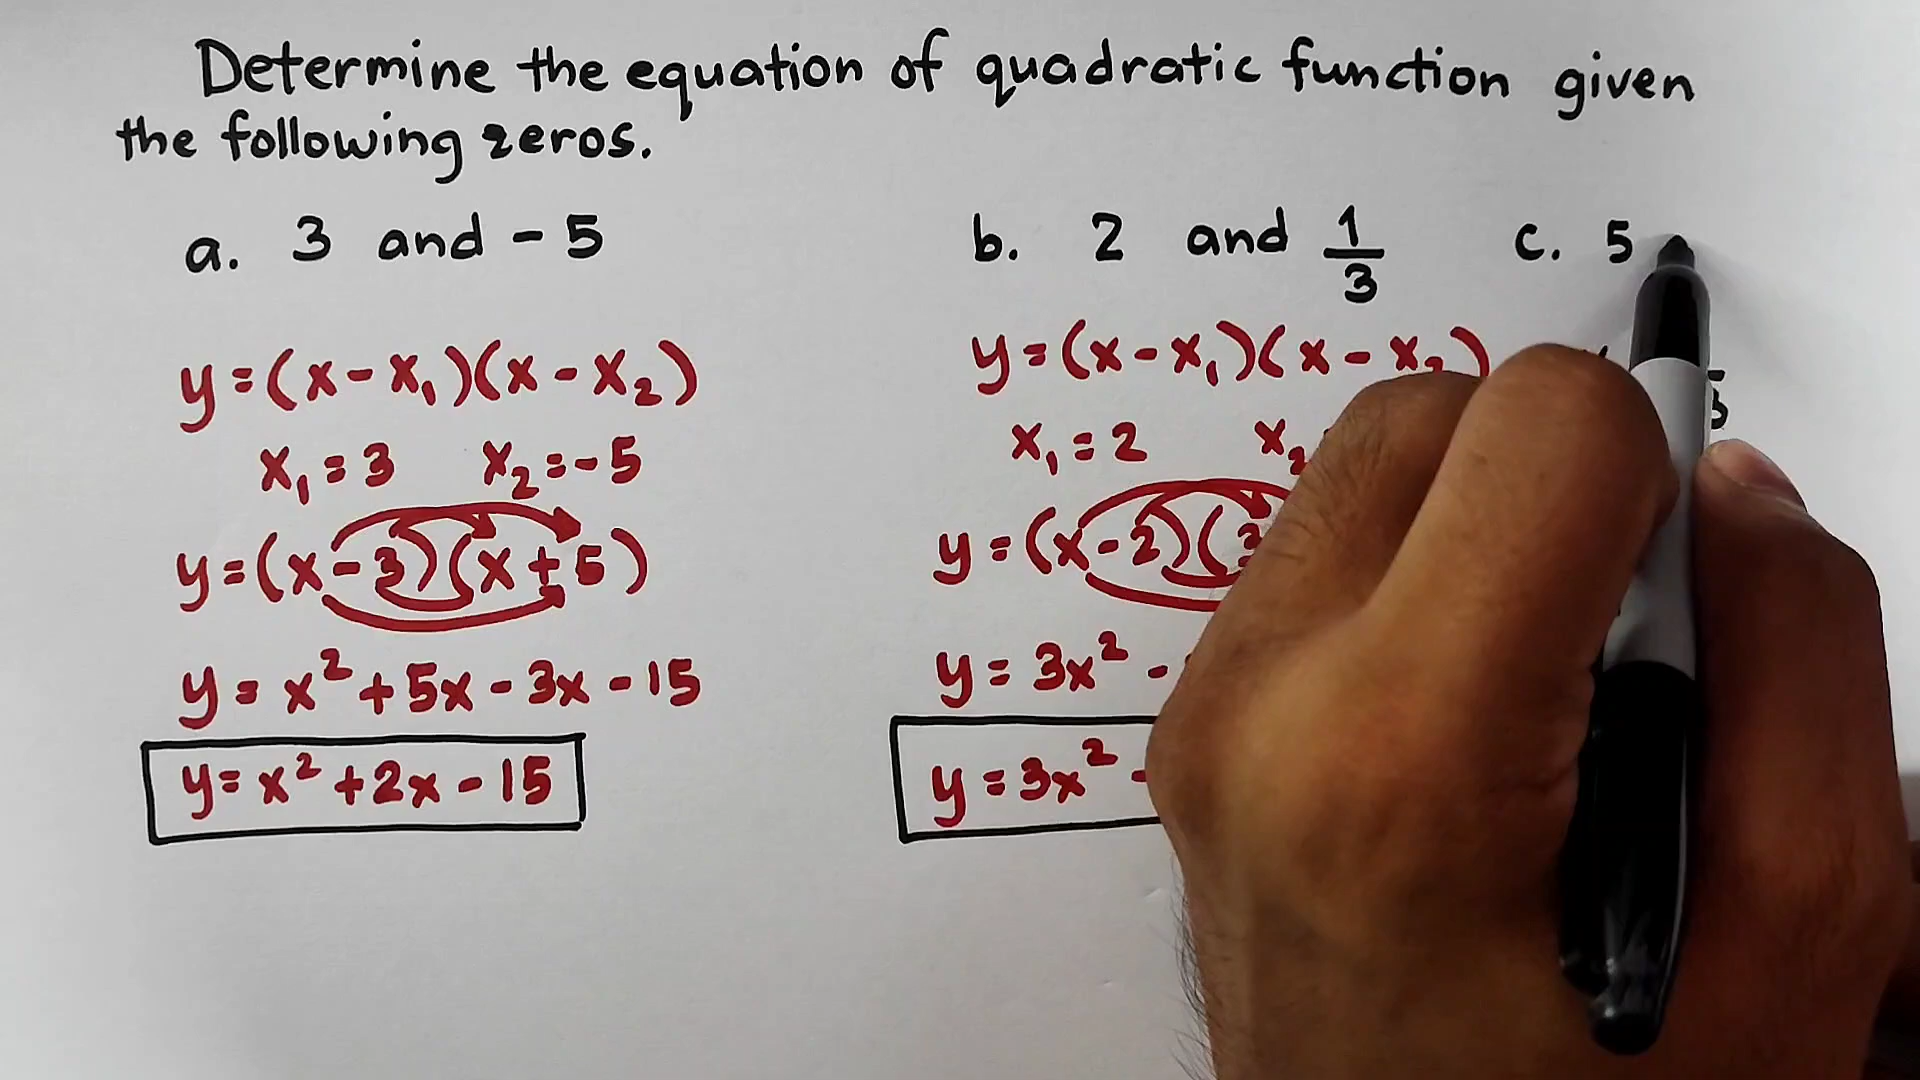 Determine the equation of quadratic function given
the following zeros.
a. 3 and -5
y=(x-x₁)(x-x₂)
x₁=3 x₂=-5
y=(x-3)(x+5)
y=x²+5x-3x-15
y=x²+2x-15
b. 2 and 1/3
y=(x-x₁)(x-x₂)
x₁=2 x₂
y=(x-2)(
y=3x²-
y=3x²-
c. 5
3